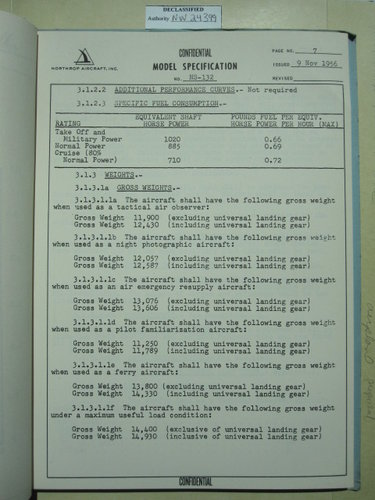 DECLASSIFIED
Authority NW 24399
CONFIDENTIAL
PAGE NO. 7
NORTHROP AIRCRAFT, INC.
MODEL SPECIFICATION
ISSUED 9 Nov 1956
NO. NS-132
REVISED
3.1.2.2 ADDITIONAL PERFORMANCE CURVES.- Not required
3.1.2.3 SPECIFIC FUEL CONSUMPTION.-
EQUIVALENT SHAFT POUNDS FUEL PER EQUIV.
RATING HORSE POWER HORSE POWER PER HOUR (MAX)
Take Off and
Military Power 1020 0.66
Normal Power 885 0.69
Cruise (80%
Normal Power) 710 0.72
3.1.3 WEIGHTS.-
3.1.3.1a GROSS WEIGHTS.-
3.1.3.1.1a The aircraft shall have the following gross weight
when used as a tactical air observer:
Gross Weight 11,900 (excluding universal landing gear)
Gross Weight 12,430 (including universal landing gear)
3.1.3.1.1b The aircraft shall have the following gross weight
when used as a night photographic aircraft:
Gross Weight 12,057 (excluding universal landing gear)
Gross Weight 12,587 (including universal landing gear)
3.1.3.1.1c The aircraft shall have the following gross weight
when used as an air emergency resupply aircraft:
Gross Weight 13,076 (excluding universal landing gear)
Gross Weight 13,606 (including universal landing gear)
3.1.3.1.1d The aircraft shall have the following gross weight
when used as a pilot familiarisation aircraft:
Gross Weight 11,250 (excluding universal landing gear)
Gross Weight 11,789 (including universal landing gear)
3.1.3.1.1e The aircraft shall have the following gross weight
when used as a ferry aircraft:
Gross Weight 13,800 (excluding universal landing gear)
Gross Weight 14,330 (including universal landing gear)
3.1.3.1.1f The aircraft shall have the following gross weight
under a maximum useful load condition:
Gross Weight 14,400 (exclusive of universal landing gear)
Gross Weight 14,930 (inclusive of universal landing gear)
CONFIDENTIAL